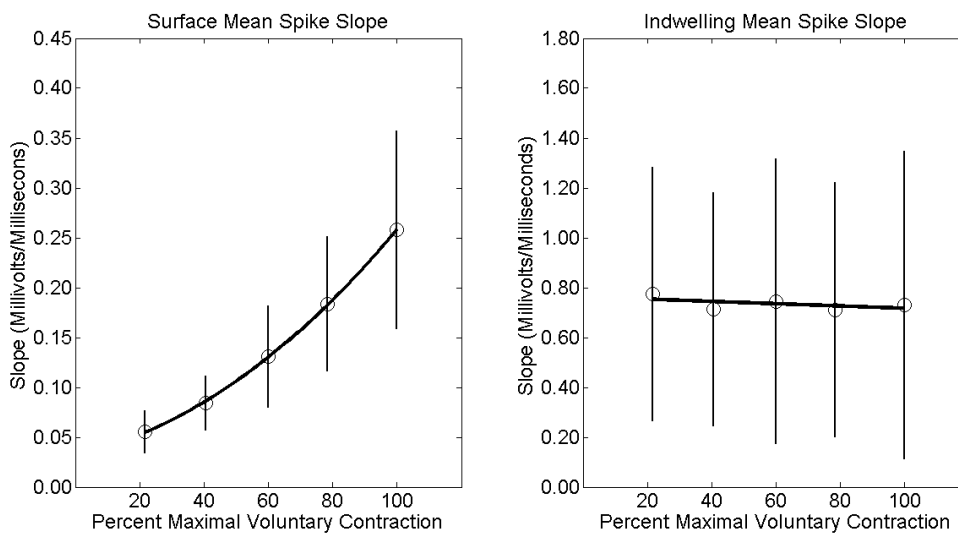 Surface Mean Spike Slope
0.45
0.40
0.35
0.30
0.25
0.20
0.15
0.10
0.05
0.00
Slope (Millivolts/Millisecons)
20 40 60 80 100
Percent Maximal Voluntary Contraction
Indwelling Mean Spike Slope
1.80
1.60
1.40
1.20
1.00
0.80
0.60
0.40
0.20
0.00
Slope (Millivolts/Milliseconds)
20 40 60 80 100
Percent Maximal Voluntary Contraction